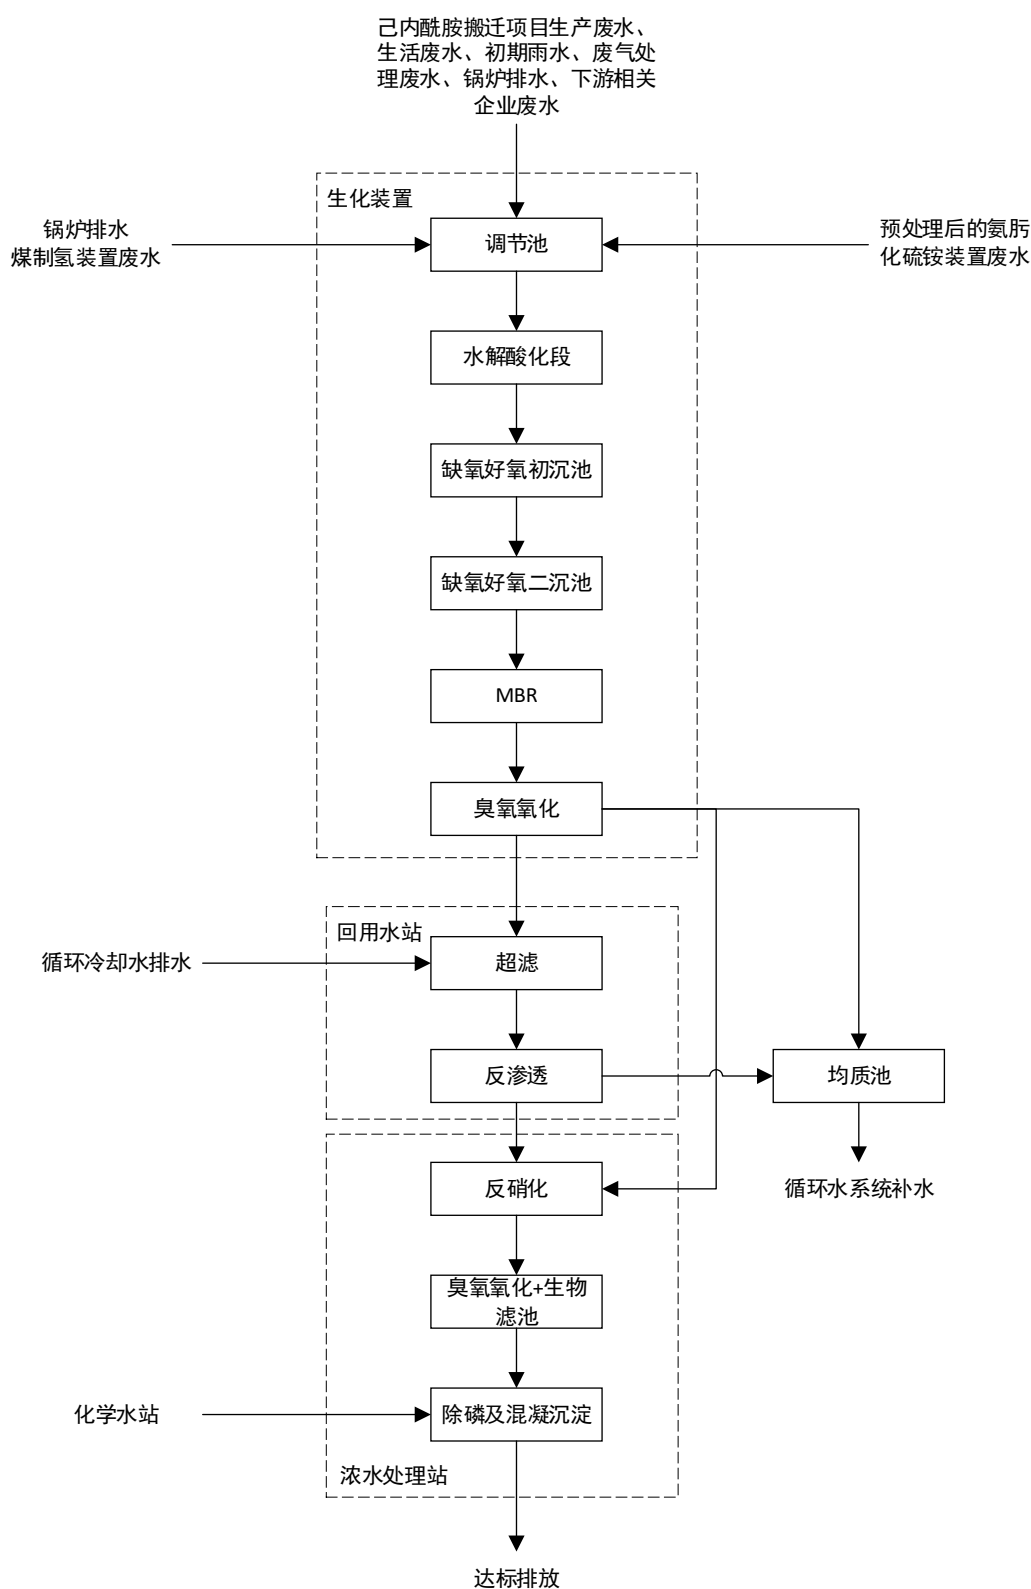 己内酰胺搬迁项目生产废水、
生活废水、初期雨水、废气处
理废水、锅炉排水、下游相关
企业废水
生化装置
锅炉排水
煤制氢装置废水
调节池
预处理后的氨肟
化硫铵装置废水
水解酸化段
缺氧好氧初沉池
缺氧好氧二沉池
MBR
臭氧氧化
回用水站
循环冷却水排水
超滤
反渗透
均质池
反硝化
循环水系统补水
臭氧氧化+生物
滤池
化学水站
除磷及混凝沉淀
浓水处理站
达标排放